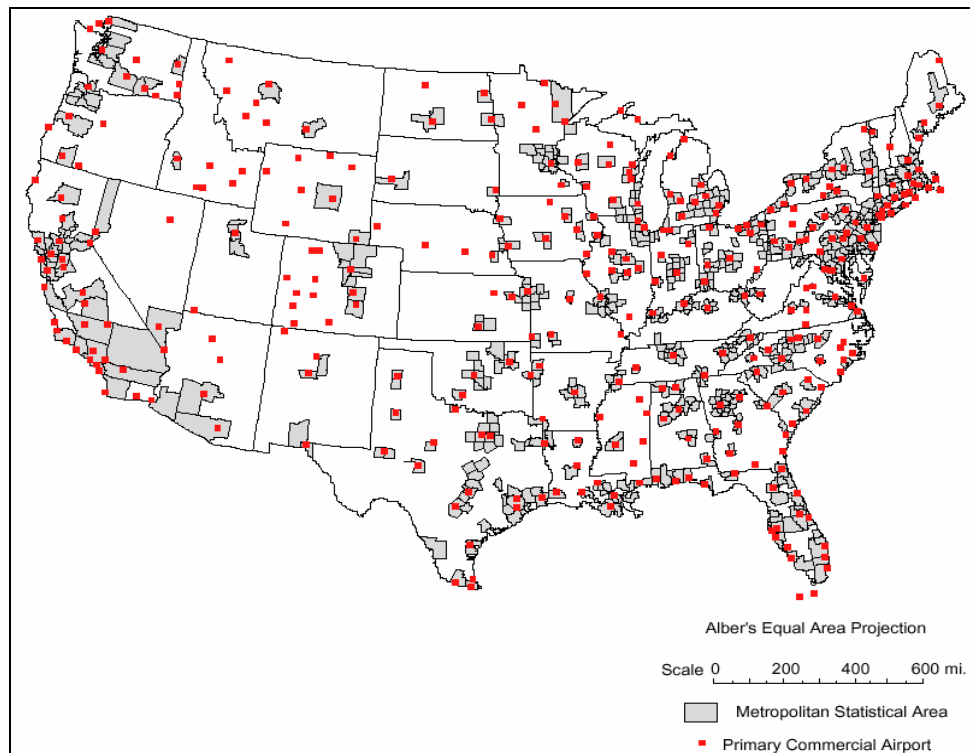 Alber's Equal Area Projection
Scale 0 200 400 600 mi.
Metropolitan Statistical Area
Primary Commercial Airport